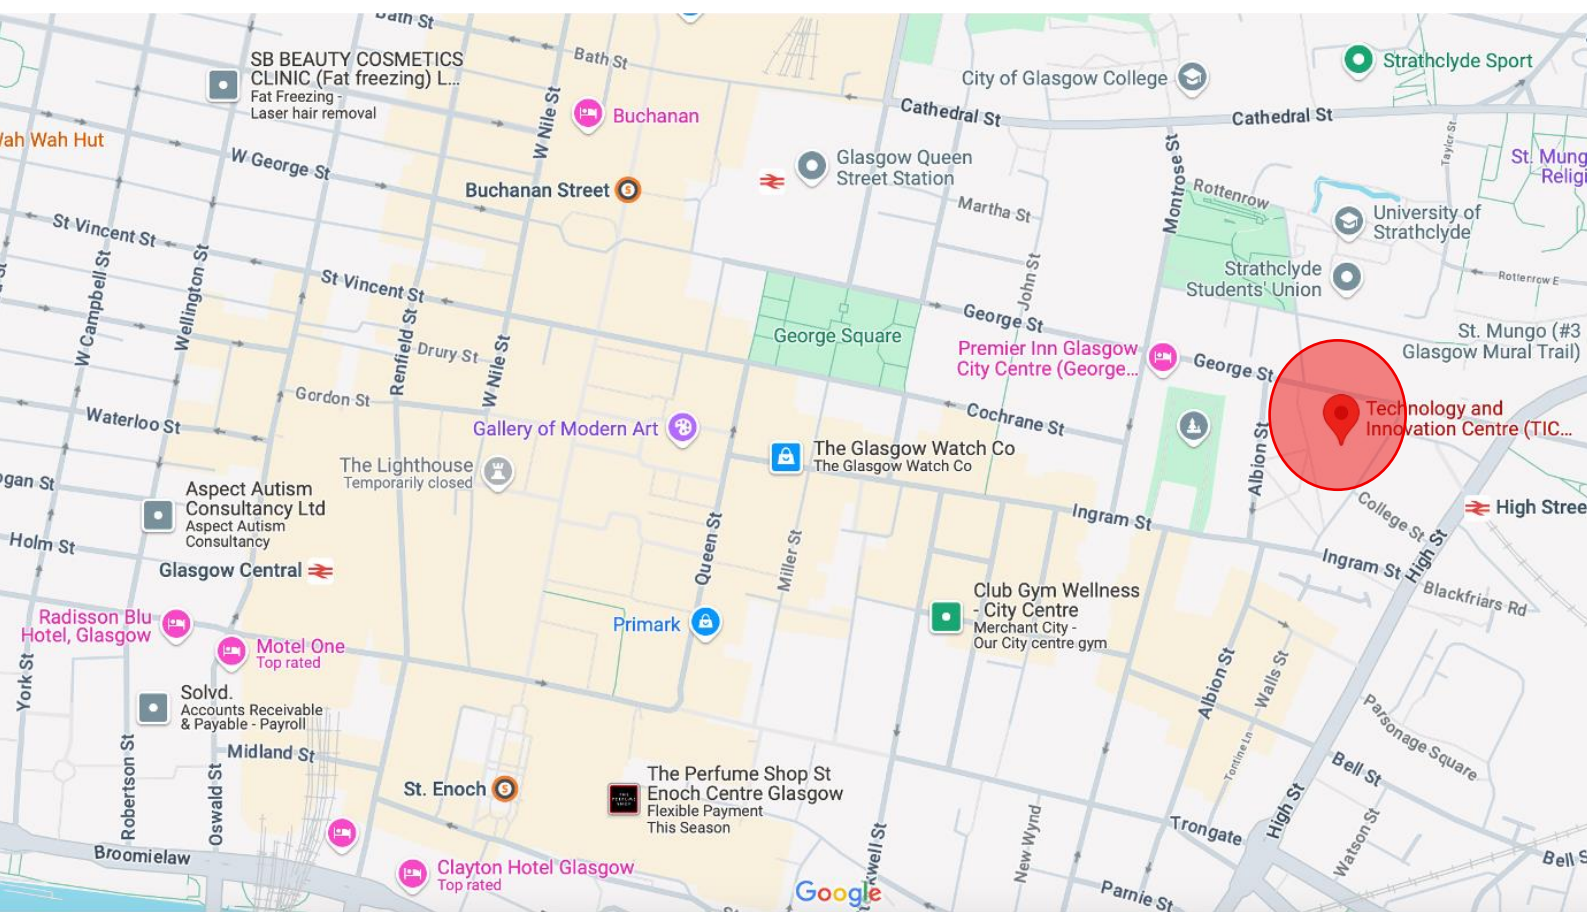 Bath St
SB BEAUTY COSMETICS
CLINIC (Fat freezing) L...
Fat Freezing -
Laser hair removal
Bath St
W Nile St
Buchanan
City of Glasgow College
Strathclyde Sport
Cathedral St
Cathedral St
Taylor St
Wah Hut
W George St
Buchanan Street
Glasgow Queen
Street Station
Martha St
Montrose St
Rottenrow
St. Mung
Religi
University of
Strathclyde
Strathclyde
Students' Union
Rottenrow E
St Vincent St
St Vincent St
W Campbell St
Wellington St
Renfield St
Drury St
W Nile St
George Square
John St
George St
Premier Inn Glasgow
City Centre (George...
George St
St. Mungo (#3
Glasgow Mural Trail)
Technology and
Innovation Centre (TIC...
Gordon St
Waterloo St
Gallery of Modern Art
Cochrane St
The Glasgow Watch Co
The Glasgow Watch Co
Albion St
The Lighthouse
Temporarily closed
ogan St
Aspect Autism
Consultancy Ltd
Aspect Autism
Consultancy
Holm St
Glasgow Central
Queen St
Miller St
Ingram St
College St
High Stree
High St
Ingram St
Blackfriars Rd
Radisson Blu
Hotel, Glasgow
Motel One
Top rated
Primark
Club Gym Wellness
- City Centre
Merchant City -
Our City centre gym
York St
Solvd.
Accounts Receivable
& Payable - Payroll
Albion St
Walls St
Tontine Ln
Parsonage Square
Midland St
Robertson St
Oswald St
St. Enoch
The Perfume Shop St
Enoch Centre Glasgow
Flexible Payment
This Season
Bell St
High St
Trongate
Watson St
Bell S
Broomielaw
Clayton Hotel Glasgow
Top rated
Google
kwell St
New Wynd
Parnie St